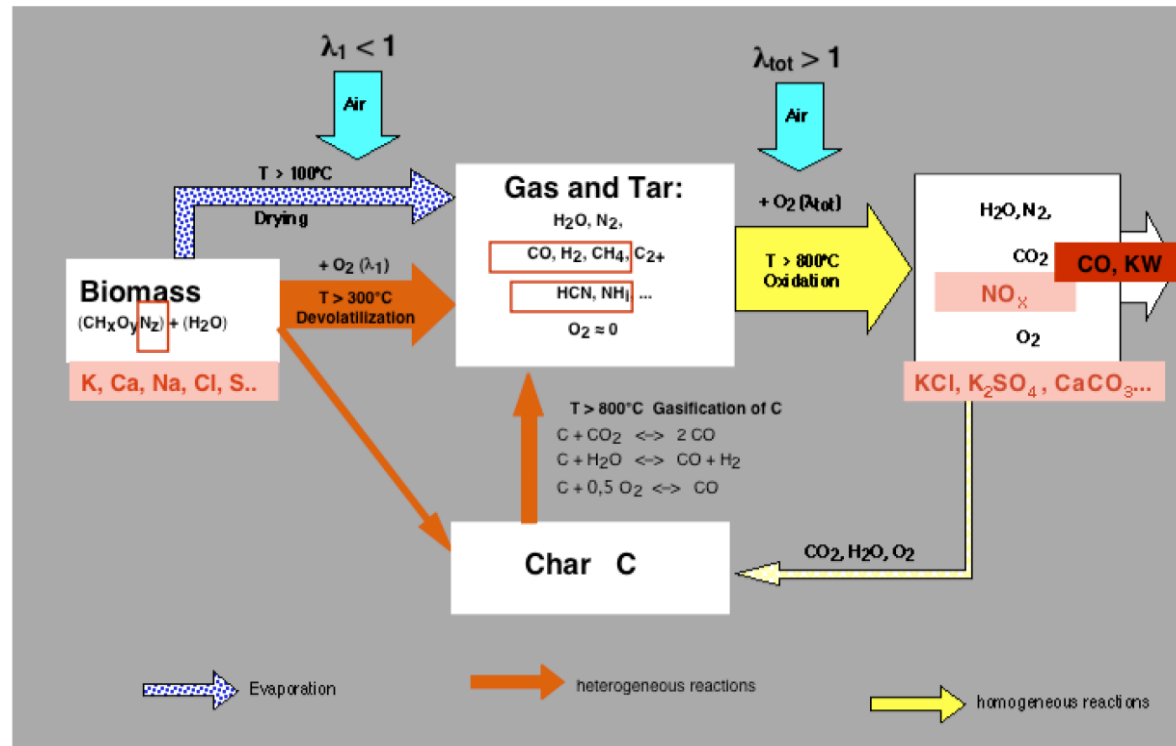 λ₁ < 1
Air
λtot > 1
Air
T > 100°C
Drying
Biomass
(CHₓOyNz) + (H₂O)
K, Ca, Na, Cl, S..
+ O₂ (λ₁)
T > 300°C
Devolatilization
Gas and Tar:
H₂O, N₂,
CO, H₂, CH₄, C₂₊
HCN, NHᵢ, ...
O₂ ≈ 0
+ O₂ (λtot)
T > 800°C
Oxidation
H₂O, N₂,
CO₂
CO, KW
NOₓ
O₂
KCl, K₂SO₄ , CaCO₃...
T > 800°C Gasification of C
C + CO₂ <-> 2 CO
C + H₂O <-> CO + H₂
C + 0,5 O₂ <-> CO
Char C
CO₂, H₂O, O₂
Evaporation
heterogeneous reactions
homogeneous reactions